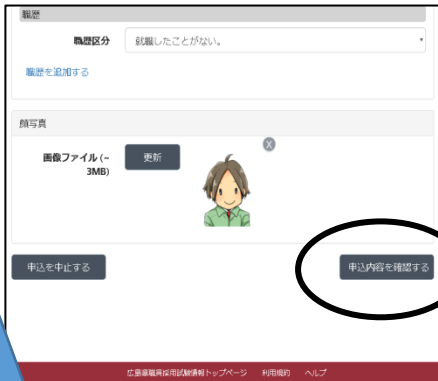 職歴
職歴区分 就職したことがない。
職歴を追加する
顔写真
画像ファイル (~ 更新
3MB)
X
申込を中止する 申込内容を確認する
広島県職員採用試験情報トップページ 利用規約 ヘルプ